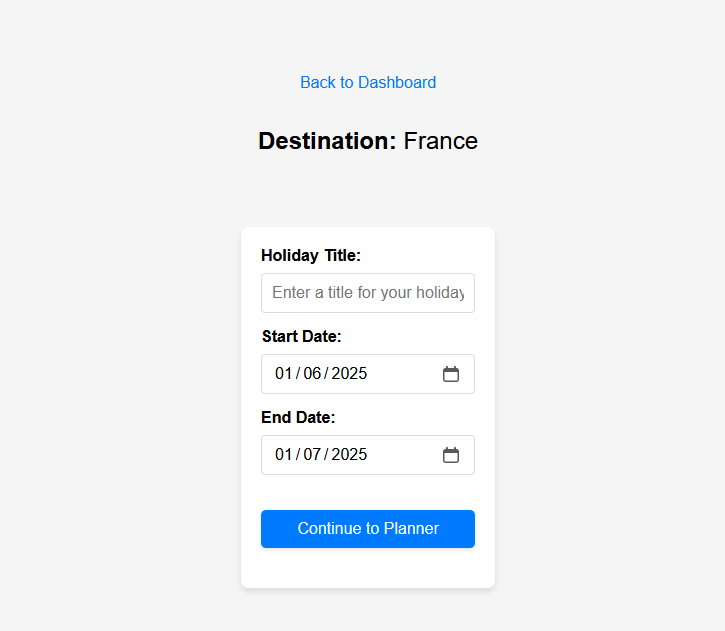 Back to Dashboard
Destination: France
Holiday Title:
Enter a title for your holiday
Start Date:
01/06/2025
End Date:
01/07/2025
Continue to Planner